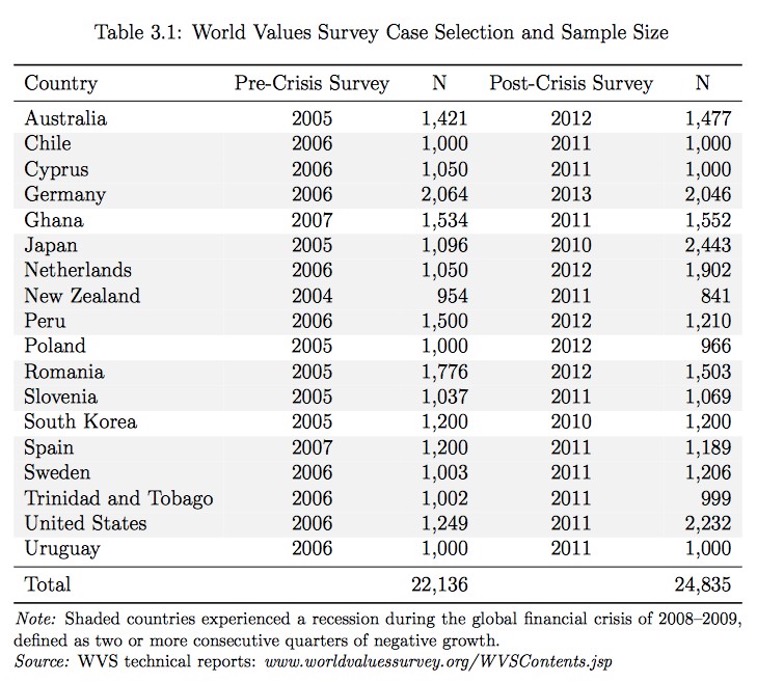 Table 3.1: World Values Survey Case Selection and Sample Size
Country Pre-Crisis Survey N Post-Crisis Survey N
Australia 2005 1,421 2012 1,477
Chile 2006 1,000 2011 1,000
Cyprus 2006 1,050 2011 1,000
Germany 2006 2,064 2013 2,046
Ghana 2007 1,534 2011 1,552
Japan 2005 1,096 2010 2,443
Netherlands 2006 1,050 2012 1,902
New Zealand 2004 954 2011 841
Peru 2006 1,500 2012 1,210
Poland 2005 1,000 2012 966
Romania 2005 1,776 2012 1,503
Slovenia 2005 1,037 2011 1,069
South Korea 2005 1,200 2010 1,200
Spain 2007 1,200 2011 1,189
Sweden 2006 1,003 2011 1,206
Trinidad and Tobago 2006 1,002 2011 999
United States 2006 1,249 2011 2,232
Uruguay 2006 1,000 2011 1,000
Total 22,136 24,835
Note: Shaded countries experienced a recession during the global financial crisis of 2008–2009,
defined as two or more consecutive quarters of negative growth.
Source: WVS technical reports: www.worldvaluessurvey.org/WVSContents.jsp